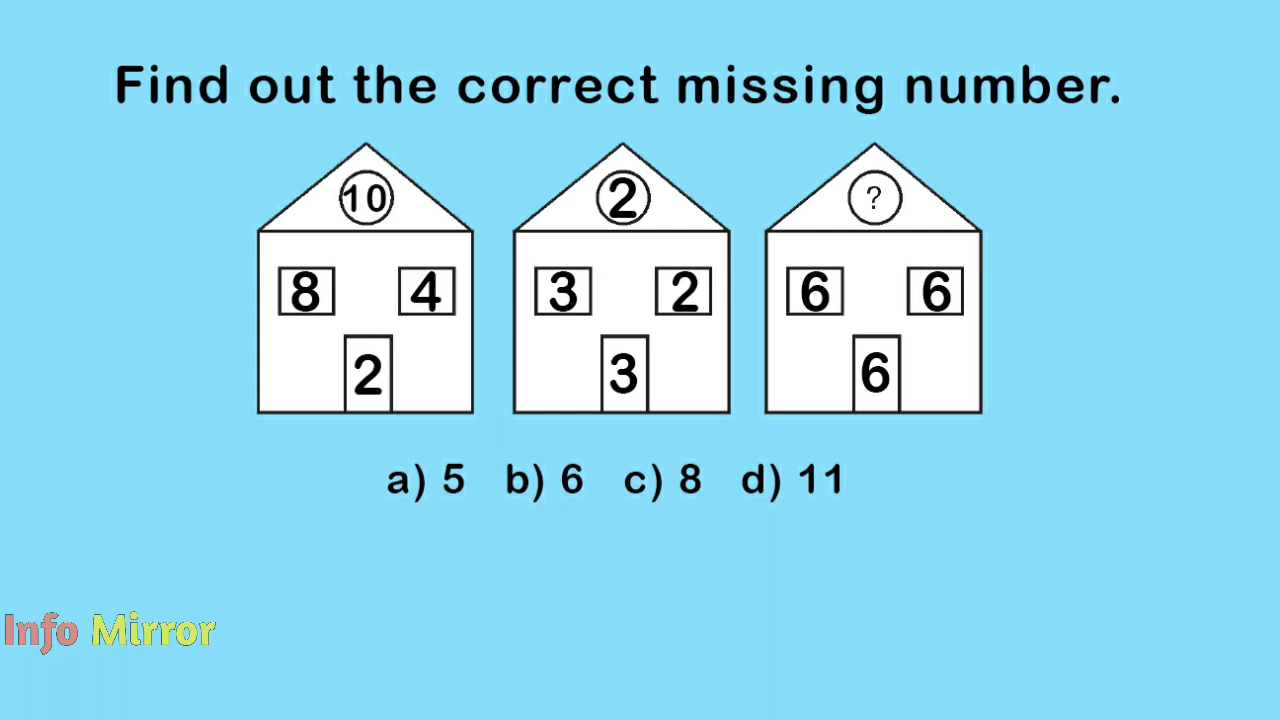 Find out the correct missing number.
10 2 ?
8 4 3 2 6 6
2 3 6
a) 5 b) 6 c) 8 d) 11
Info Mirror